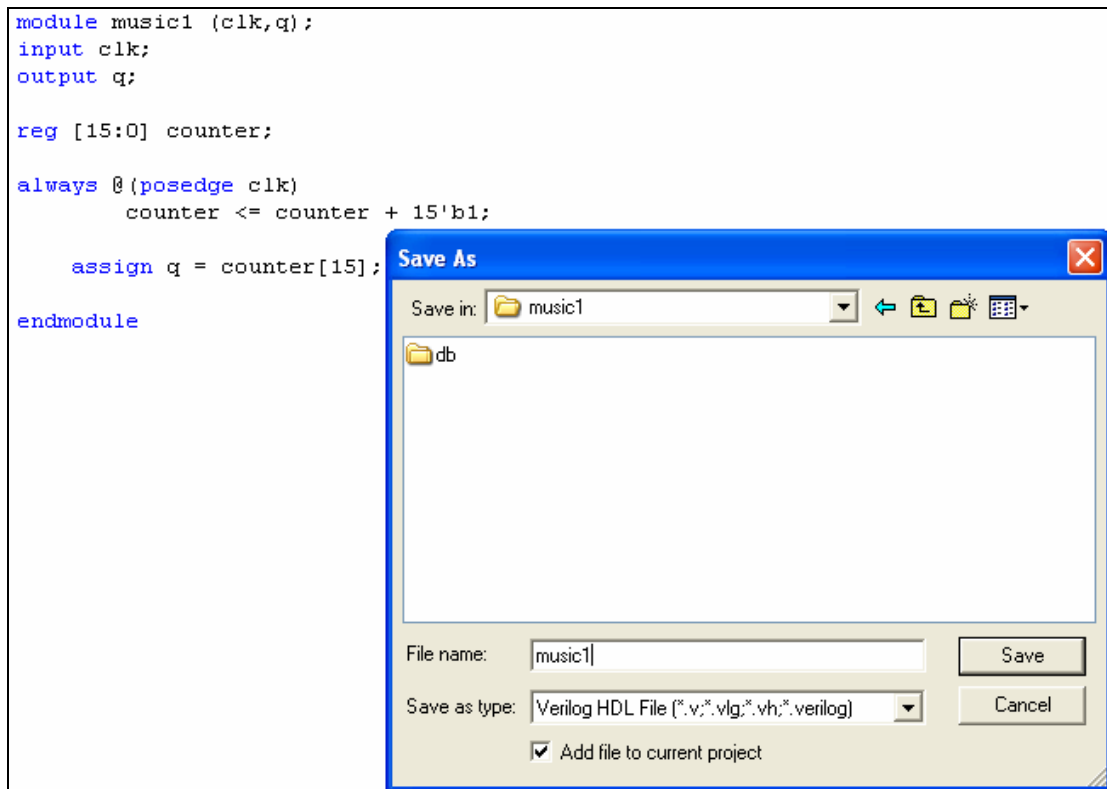 module music1 (clk,q);
input clk;
output q;
reg [15:0] counter;
always @(posedge clk)
counter <= counter + 15'b1;
assign q = counter[15];
endmodule
Save As
Save in: music1
db
File name: music1
Save
Save as type: Verilog HDL File (*.v;*.vlg;*.vh;*.verilog)
Cancel
Add file to current project